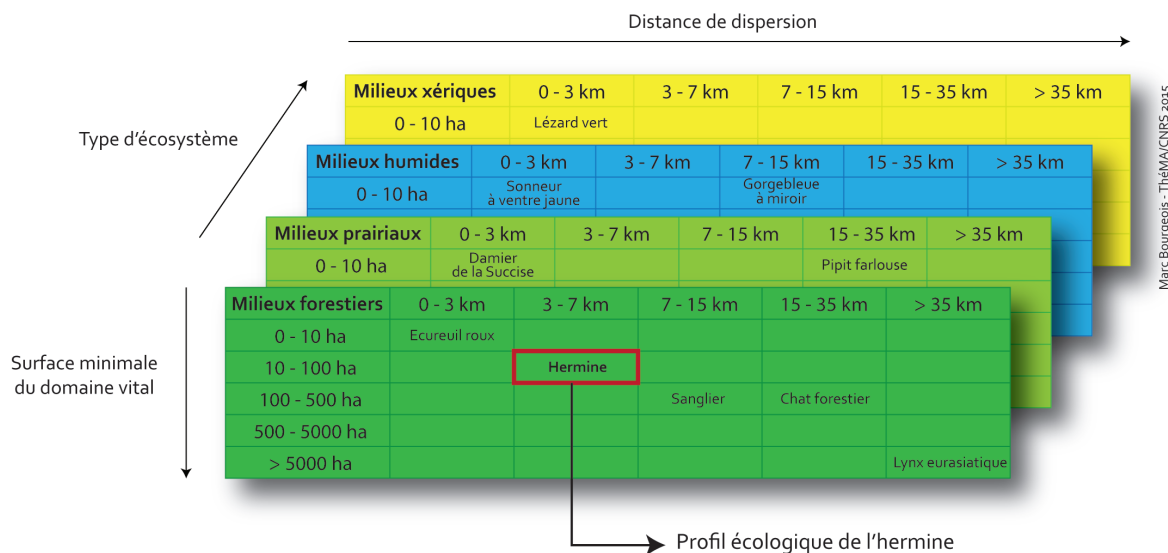 Distance de dispersion
Type d'écosystème
Milieux xériques 0 - 3 km 3 - 7 km 7 - 15 km 15 - 35 km > 35 km
0 - 10 ha Lézard vert
Milieux humides 0 - 3 km 3 - 7 km 7 - 15 km 15 - 35 km > 35 km
0 - 10 ha Sonneur à ventre jaune Gorgebleue à miroir
Milieux prairiaux 0 - 3 km 3 - 7 km 7 - 15 km 15 - 35 km > 35 km
0 - 10 ha Damier de la Succise Pipit farlouse
Surface minimale
du domaine vital
Milieux forestiers 0 - 3 km 3 - 7 km 7 - 15 km 15 - 35 km > 35 km
0 - 10 ha Ecureuil roux
10 - 100 ha Hermine
100 - 500 ha Sanglier Chat forestier
500 - 5000 ha
> 5000 ha Lynx eurasiatique
Profil écologique de l'hermine
Marc Bourgeois - ThéMA/CNRS 2015